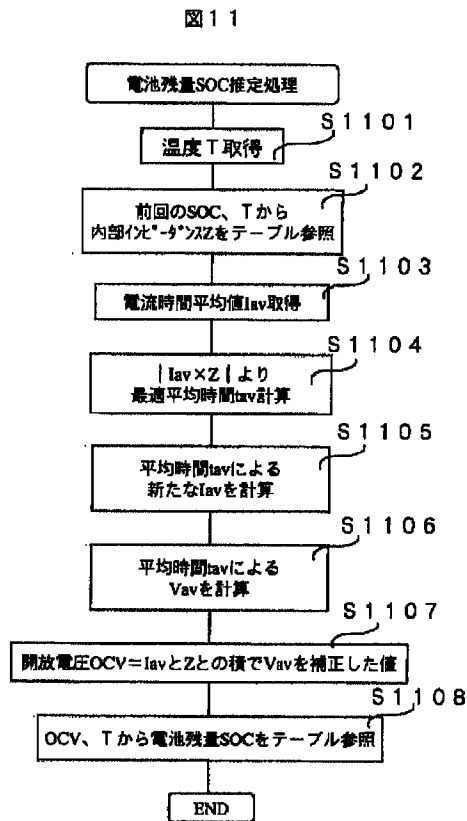 図11
電池残量SOC推定処理
S1101
温度T取得
S1102
前回のSOC、Tから
内部ｲﾝﾋﾟｰﾀﾞﾝｽZをテーブル参照
S1103
電流時間平均値Iav取得
S1104
｜Iav×Z｜より
最適平均時間tav計算
S1105
平均時間tavによる
新たなIavを計算
S1106
平均時間tavによる
Vavを計算
S1107
開放電圧OCV＝IavとZとの積でVavを補正した値
S1108
OCV、Tから電池残量SOCをテーブル参照
END